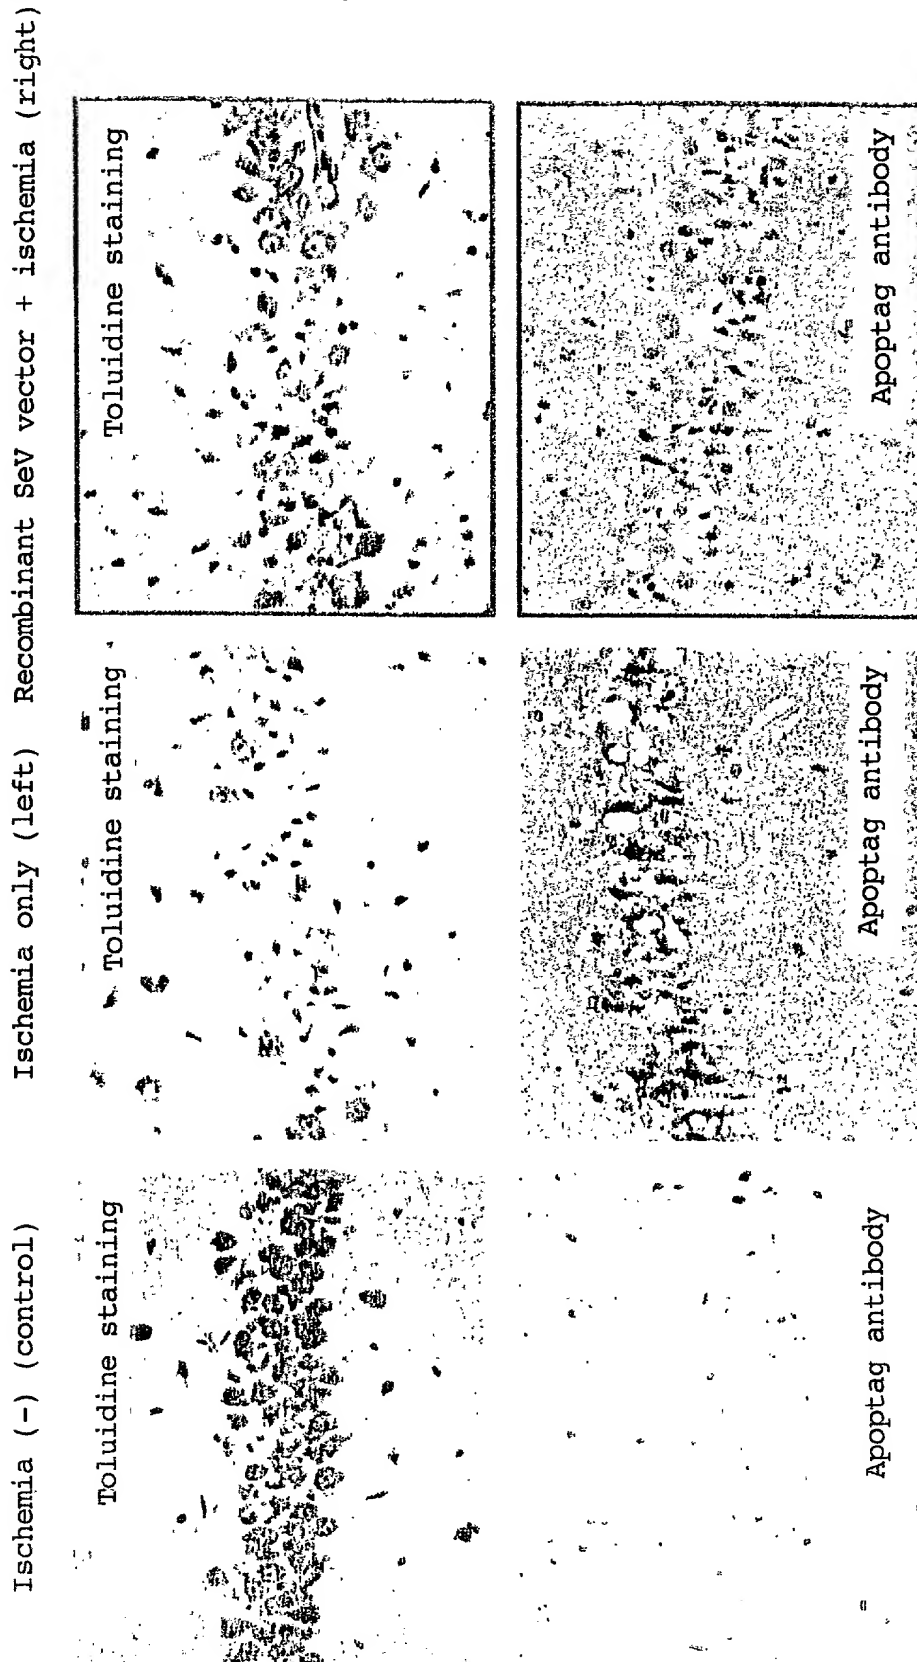 Ischemia (-) (control)
Ischemia only (left)
Recombinant SeV vector + ischemia (right)
Toluidine staining
Toluidine staining
Toluidine staining
Apoptag antibody
Apoptag antibody
Apoptag antibody